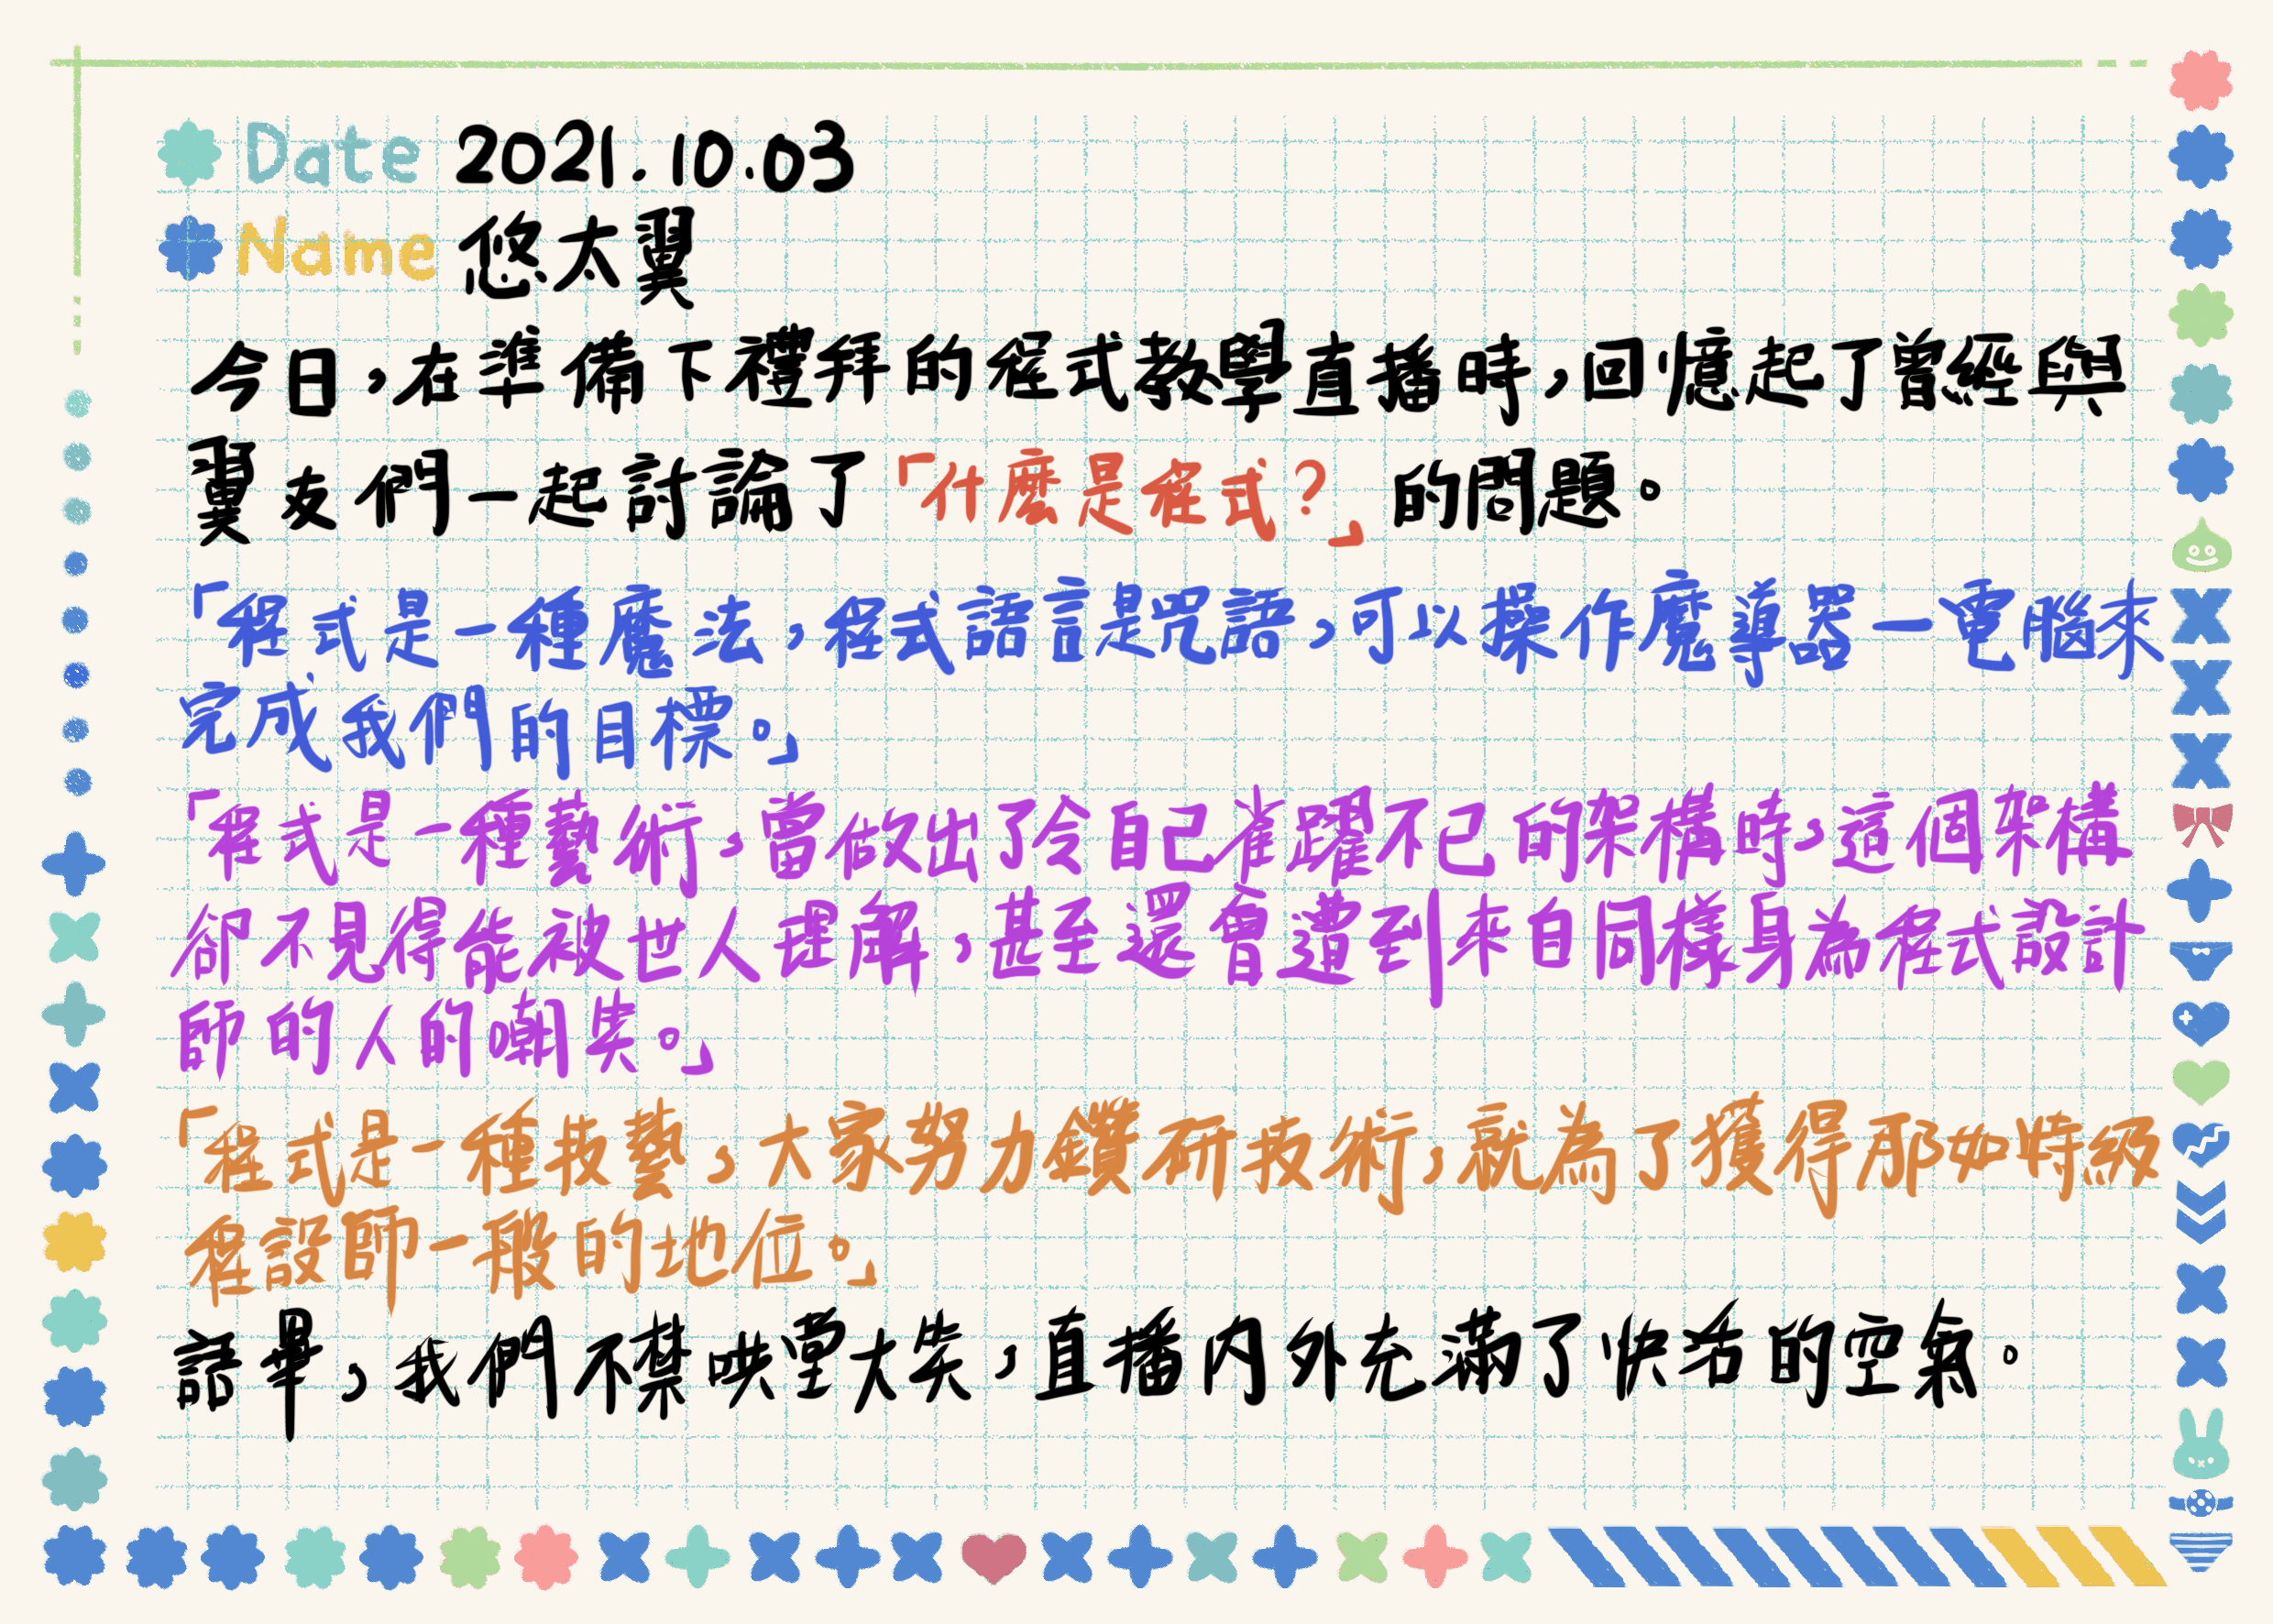 Date 2021.10.03
Name 悠太翼
今日，在準備下禮拜的程式教學直播時，回憶起了曾經與
翼友們一起討論了「什麼是程式？」的問題。
「程式是一種魔法，程式語言是咒語，可以操作魔導器—電腦來
完成我們的目標。」
「程式是一種藝術，當做出了令自己雀躍不已的架構時，這個架構
卻不見得能被世人理解，甚至還會遭到來自同樣身為程式設計
師的人的嘲笑。」
「程式是一種技藝，大家努力鑽研技術，就為了獲得那如特級
程設師一般的地位。」
語畢，我們不禁哄堂大笑，直播內外充滿了快活的空氣。